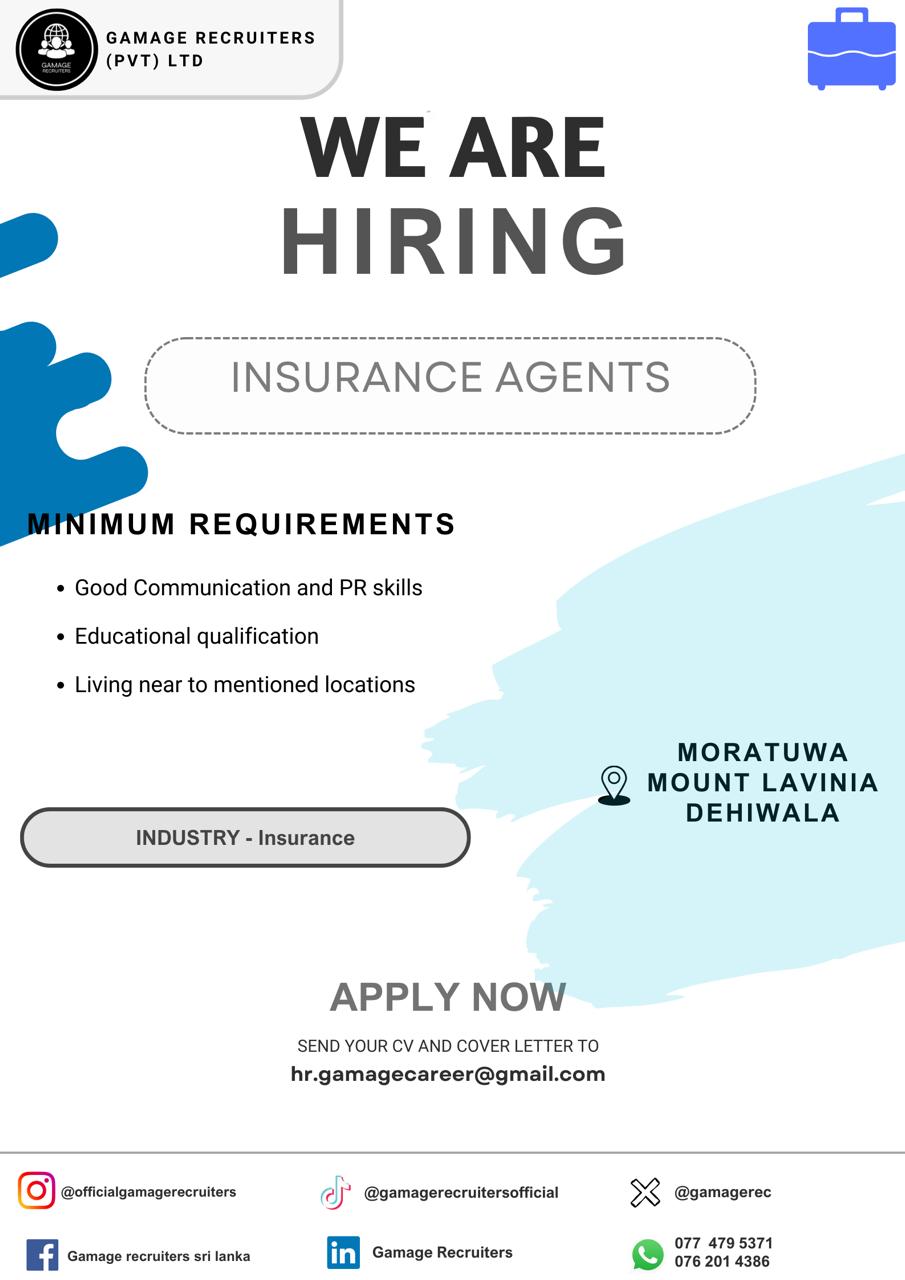 GAMAGE RECRUITERS
(PVT) LTD
GAMAGE
RECRUITERS
WE ARE
HIRING
INSURANCE AGENTS
MINIMUM REQUIREMENTS
• Good Communication and PR skills
• Educational qualification
• Living near to mentioned locations
MORATUWA
MOUNT LAVINIA
DEHIWALA
INDUSTRY - Insurance
APPLY NOW
SEND YOUR CV AND COVER LETTER TO
hr.gamagecareer@gmail.com
@officialgamagerecruiters
@gamagerecruitersofficial
@gamagerec
Gamage recruiters sri lanka
in
Gamage Recruiters
077 479 5371
076 201 4386